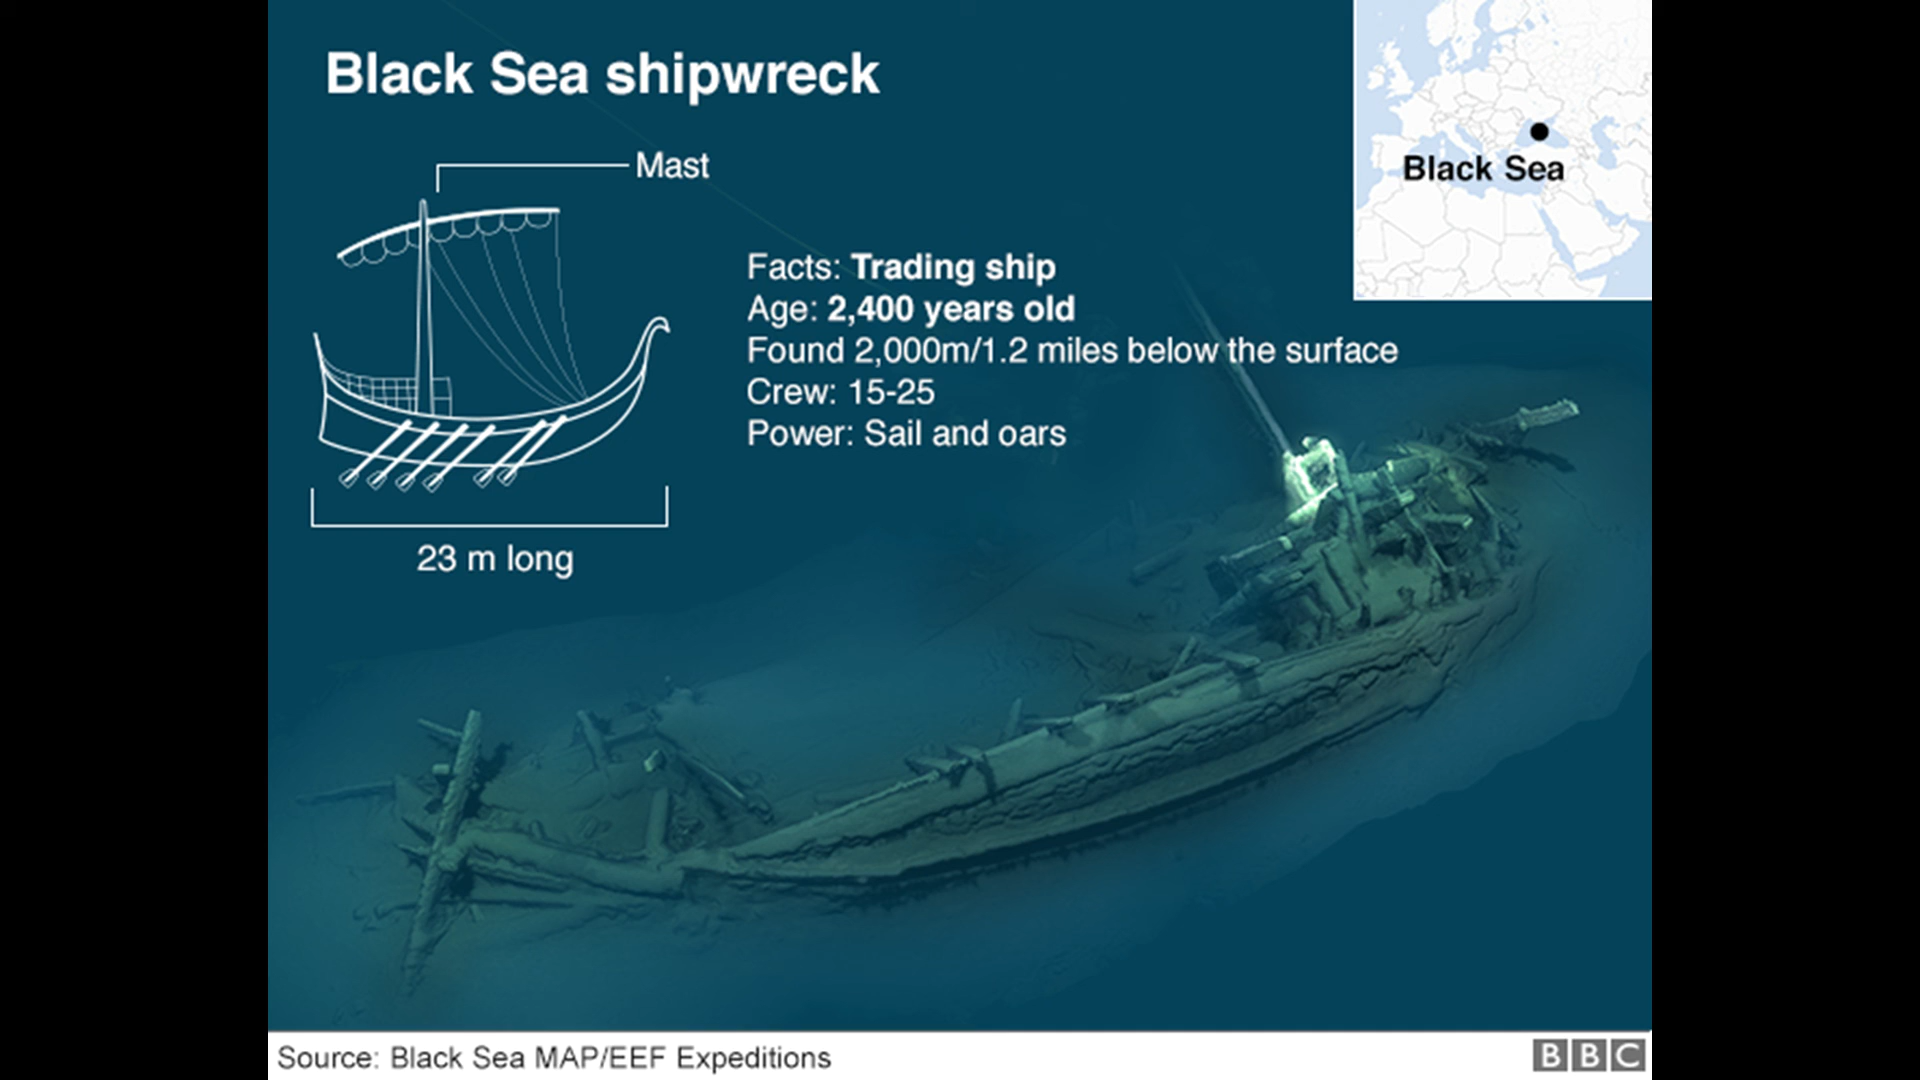 Black Sea shipwreck
Black Sea
Mast
Facts: Trading ship
Age: 2,400 years old
Found 2,000m/1.2 miles below the surface
Crew: 15-25
Power: Sail and oars
23 m long
Source: Black Sea MAP/EEF Expeditions
BBC